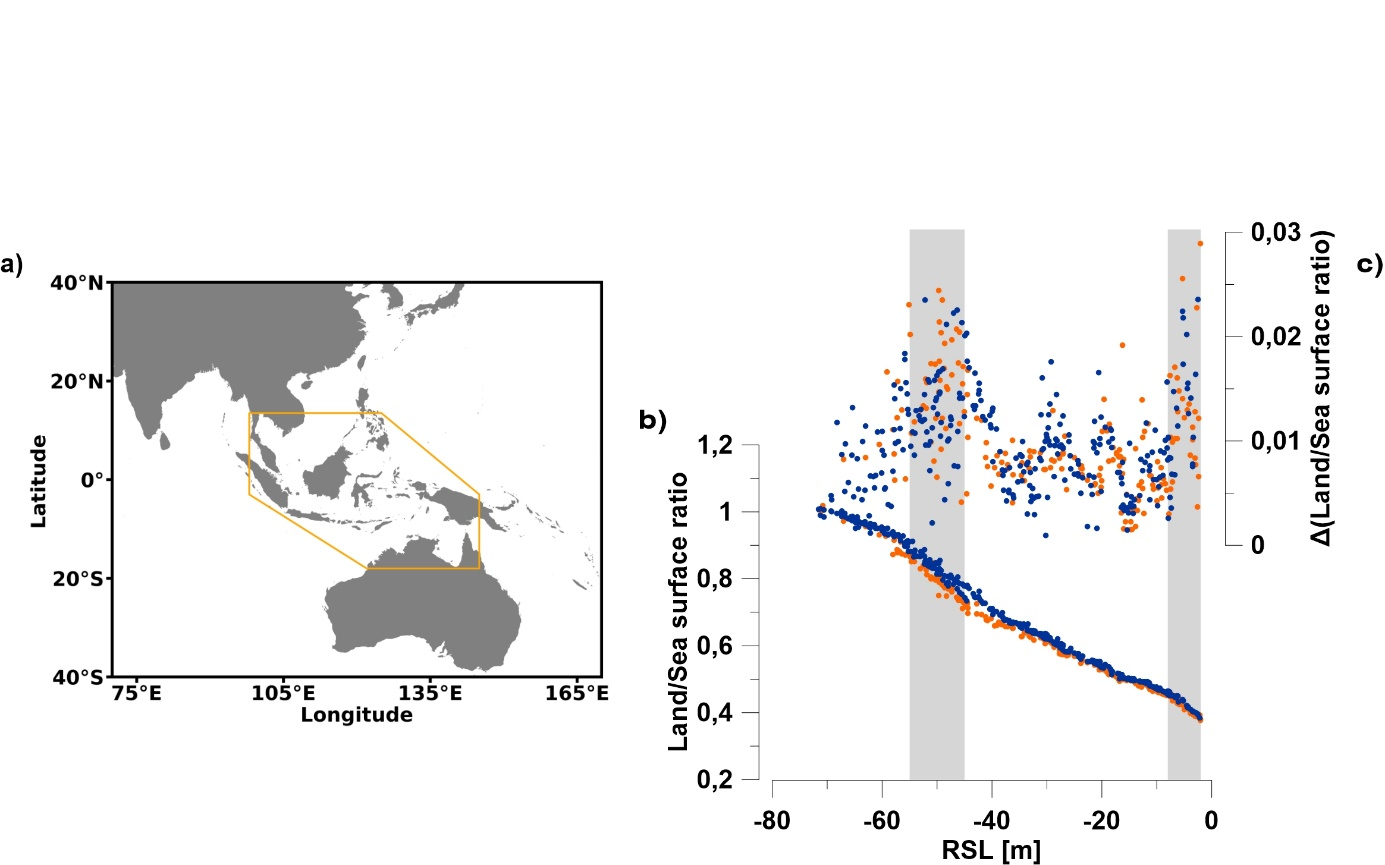 a)
40°N
20°N
0°
20°S
40°S
Latitude
75°E 105°E 135°E 165°E
Longitude
b)
1,2
1
0,8
0,6
0,4
0,2
Land/Sea surface ratio
-80 -60 -40 -20 0
RSL [m]
c)
0,03
0,02
0,01
0
Δ(Land/Sea surface ratio)